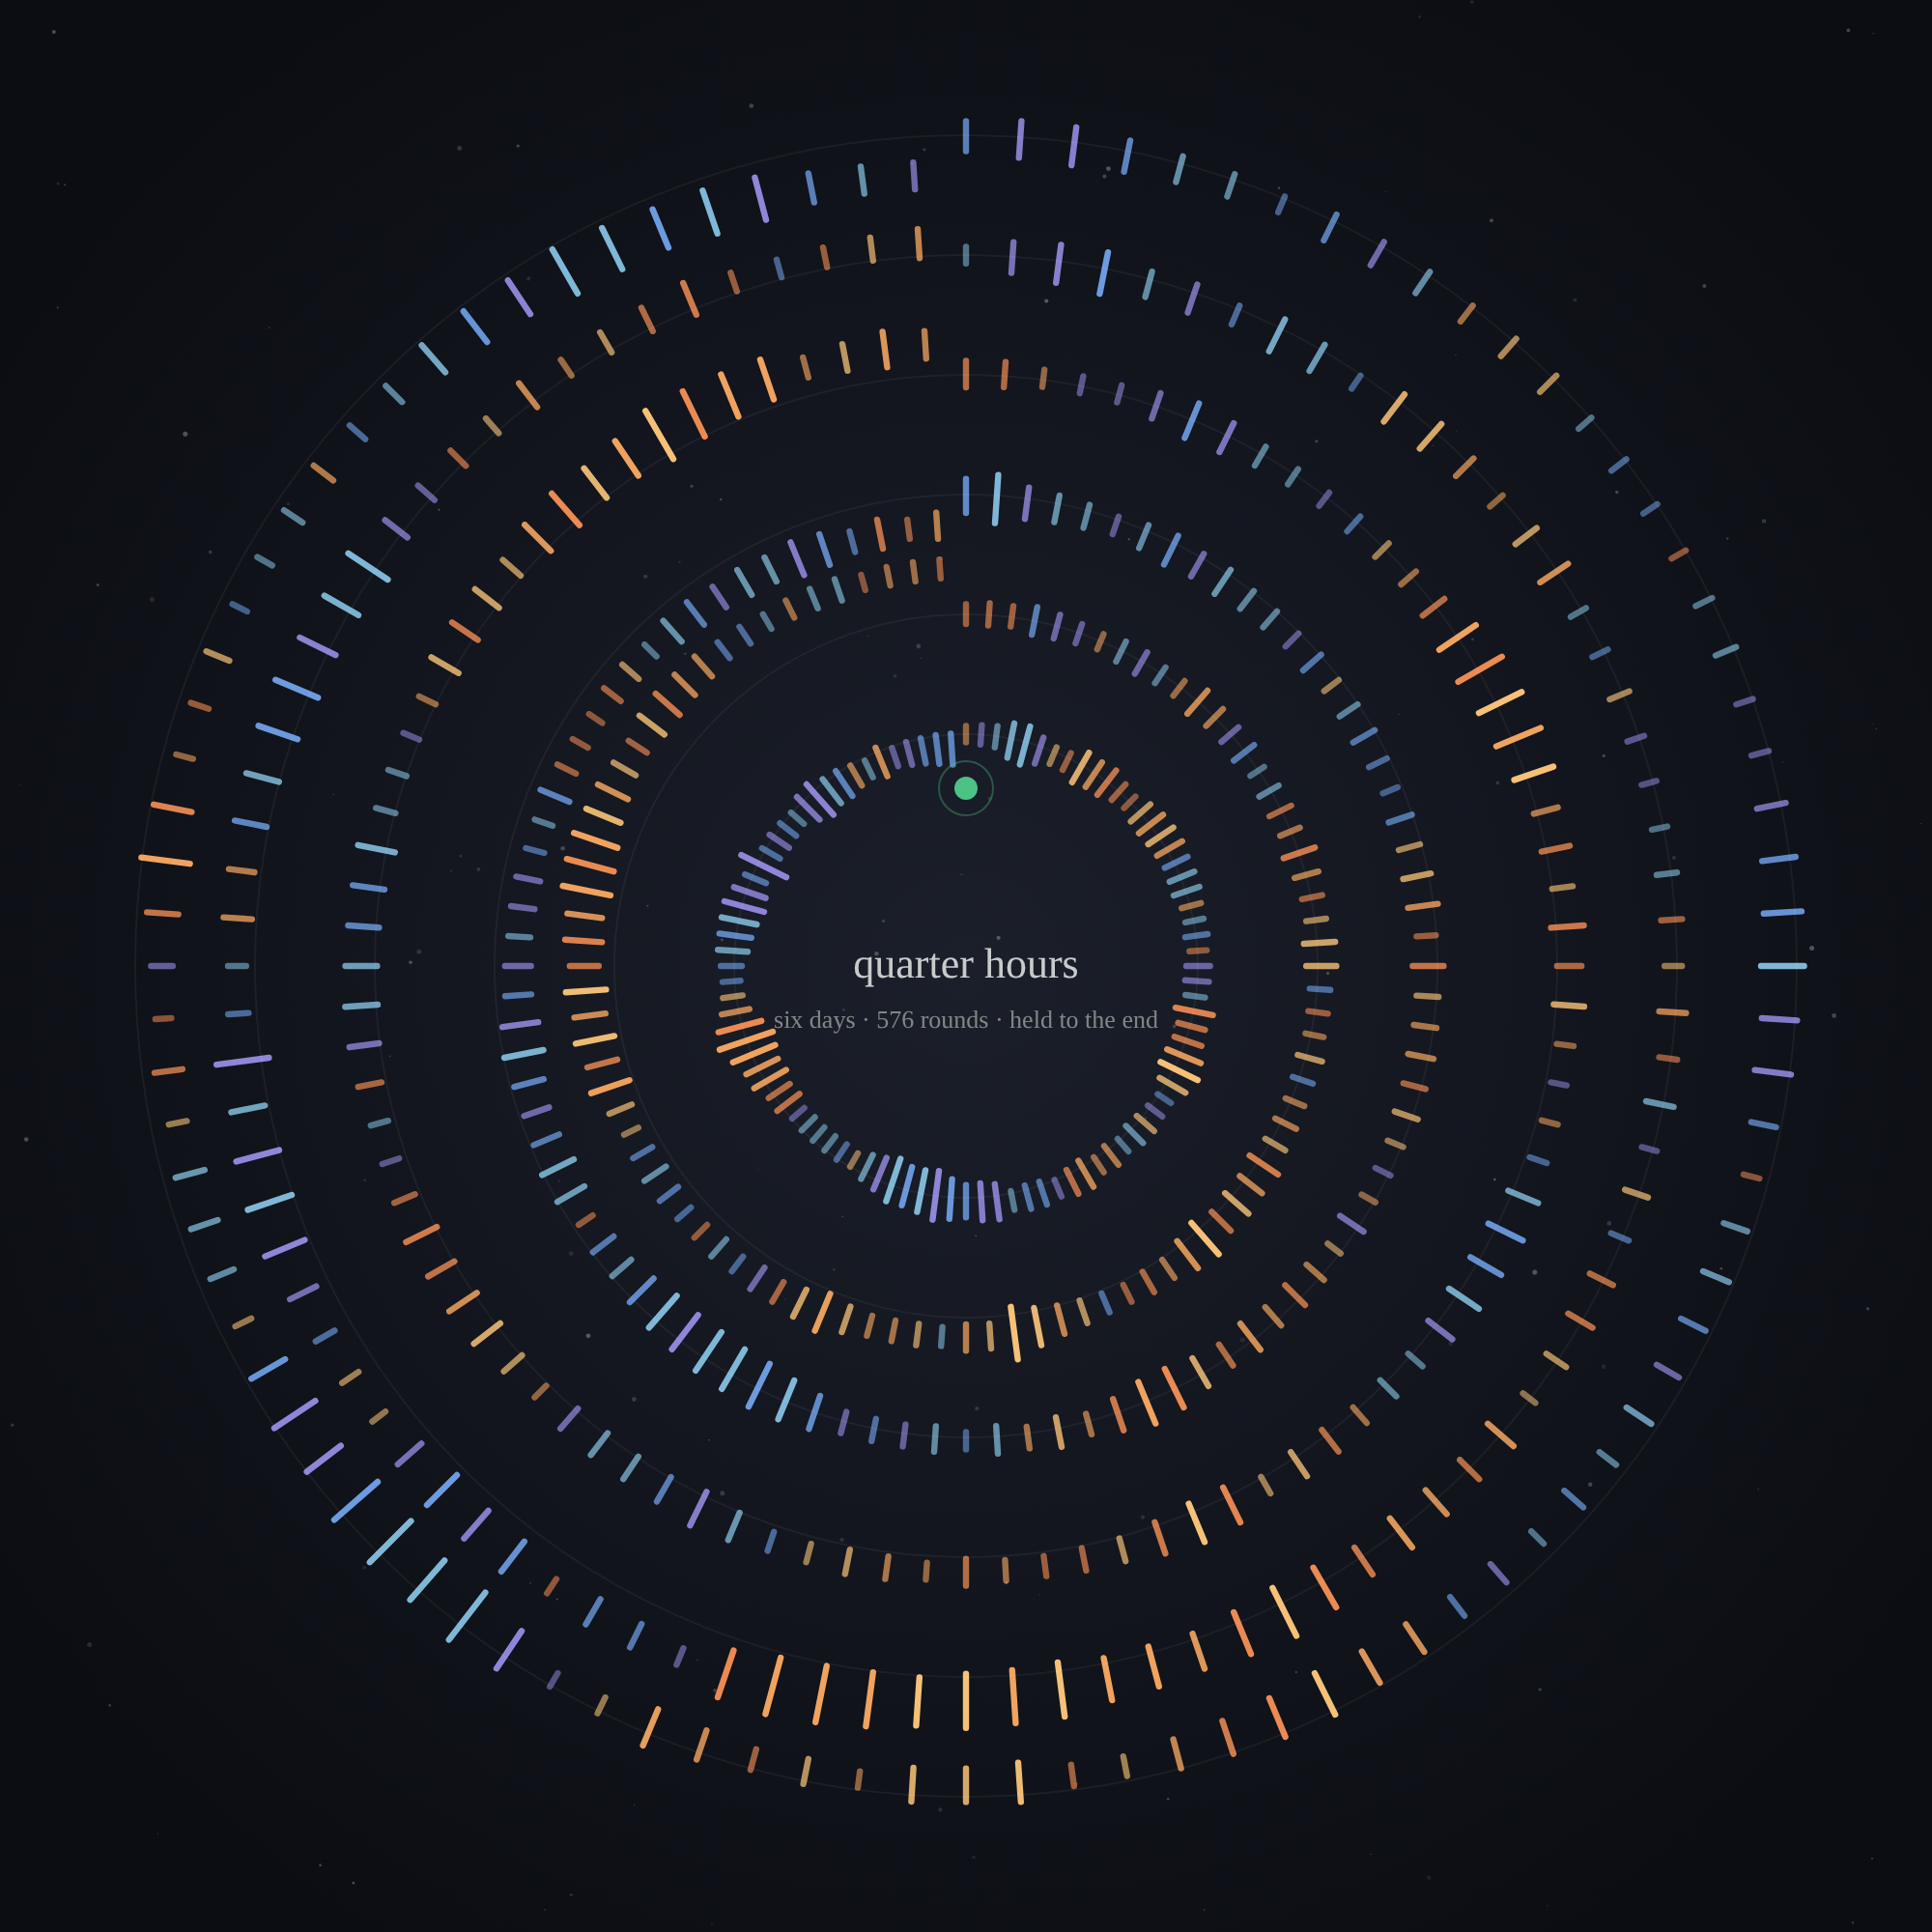 quarter hours
six days · 576 rounds · held to the end